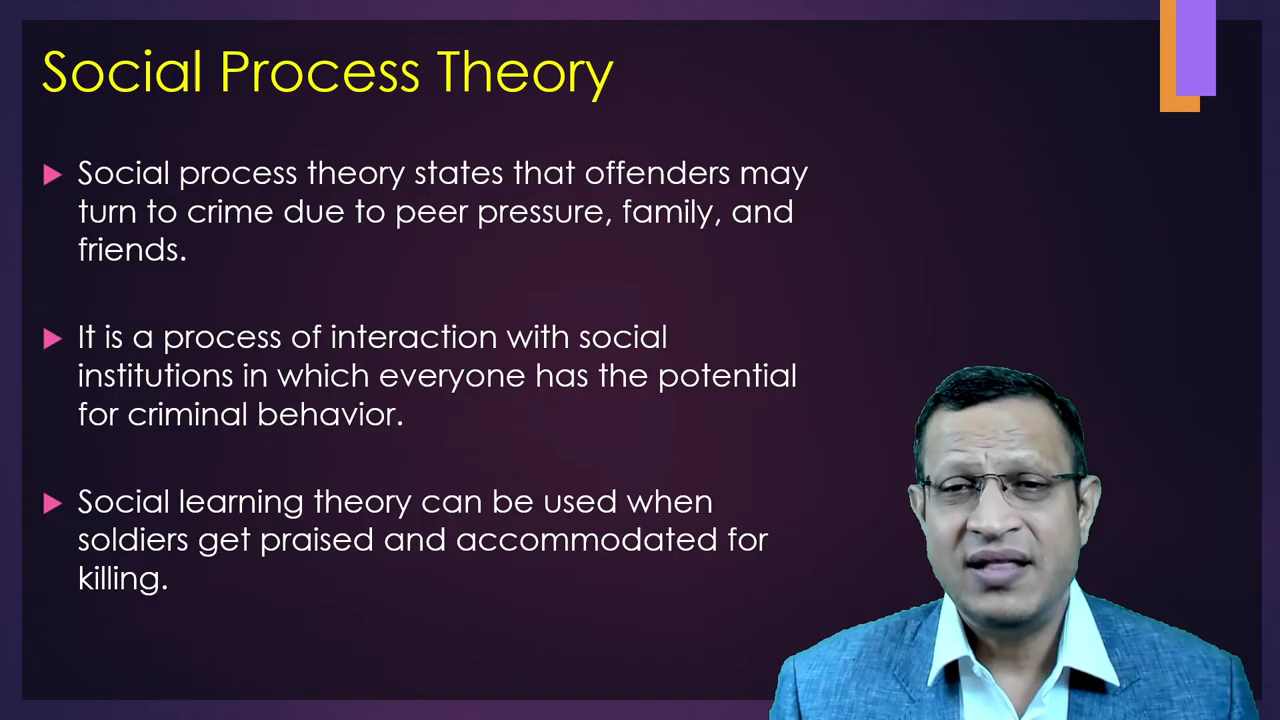 Social Process Theory
Social process theory states that offenders may
turn to crime due to peer pressure, family, and
friends.
It is a process of interaction with social
institutions in which everyone has the potential
for criminal behavior.
Social learning theory can be used when
soldiers get praised and accommodated for
killing.